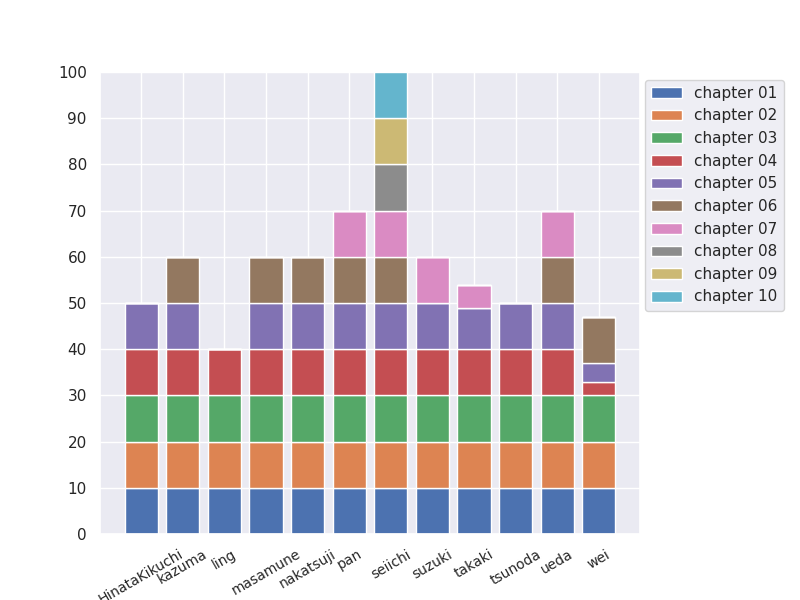 100
90
80
70
60
50
40
30
20
10
0
HinataKikuchi
kazuma
ling
masamune
nakatsuji
pan
seiichi
suzuki
takaki
tsunoda
ueda
wei
chapter 01
chapter 02
chapter 03
chapter 04
chapter 05
chapter 06
chapter 07
chapter 08
chapter 09
chapter 10